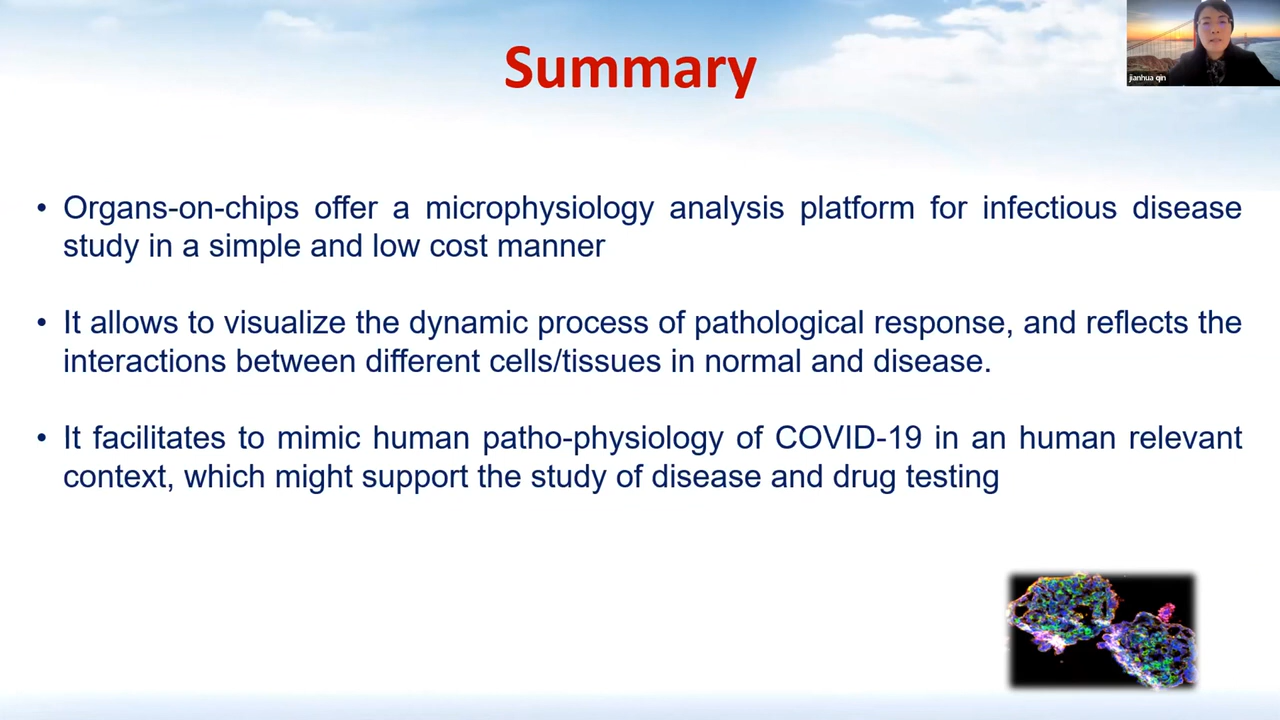 Summary
jianhua qin
• Organs-on-chips offer a microphysiology analysis platform for infectious disease
study in a simple and low cost manner
• It allows to visualize the dynamic process of pathological response, and reflects the
interactions between different cells/tissues in normal and disease.
• It facilitates to mimic human patho-physiology of COVID-19 in an human relevant
context, which might support the study of disease and drug testing